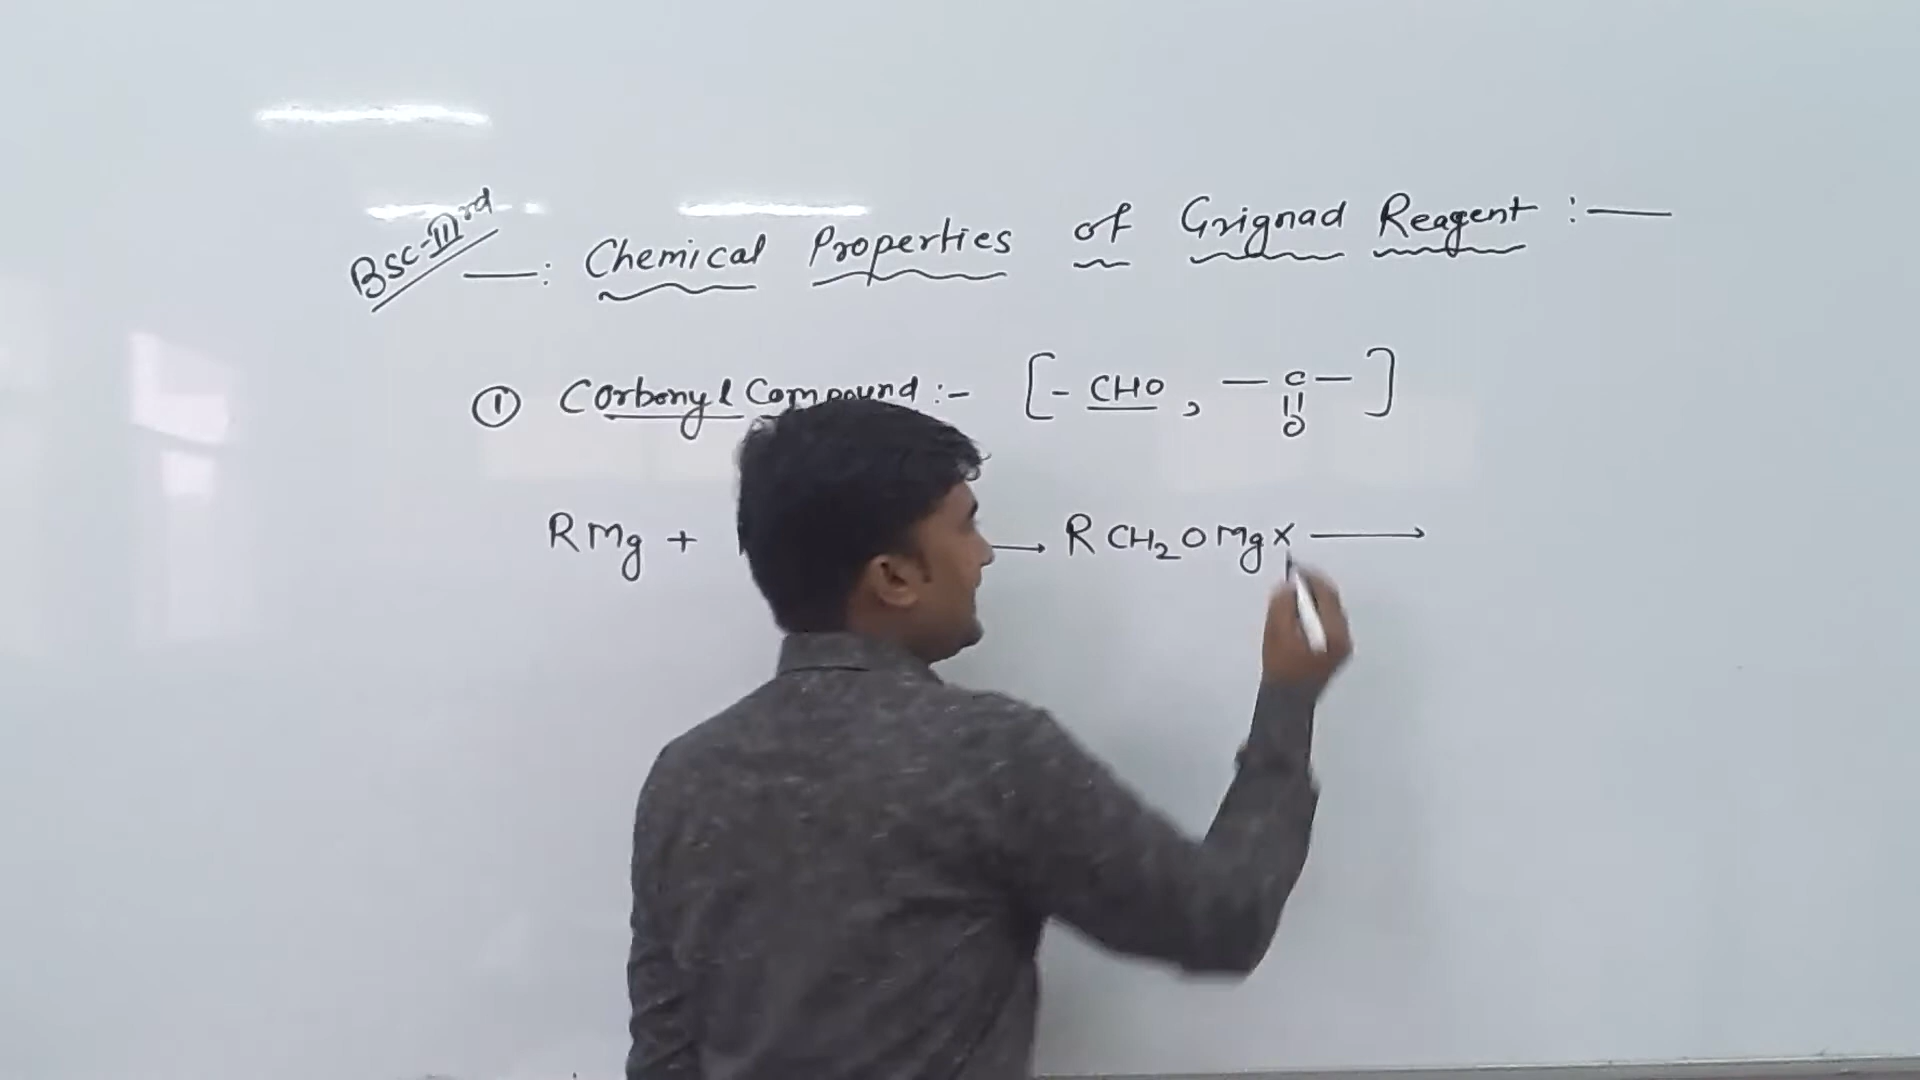 Bsc-IIIrd
—: Chemical Properties of Grignad Reagent :—
① Corbonyl Compound :- [- CHO, -C- ]
||
O
RMg + → RCH₂OMgX →